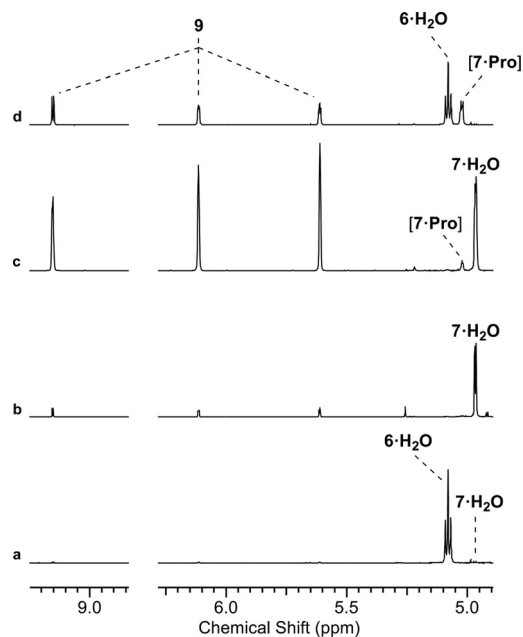 9
6·H₂O
[7·Pro]
d
7·H₂O
[7·Pro]
c
7·H₂O
b
6·H₂O
7·H₂O
a
9.0 6.0 5.5 5.0
Chemical Shift (ppm)